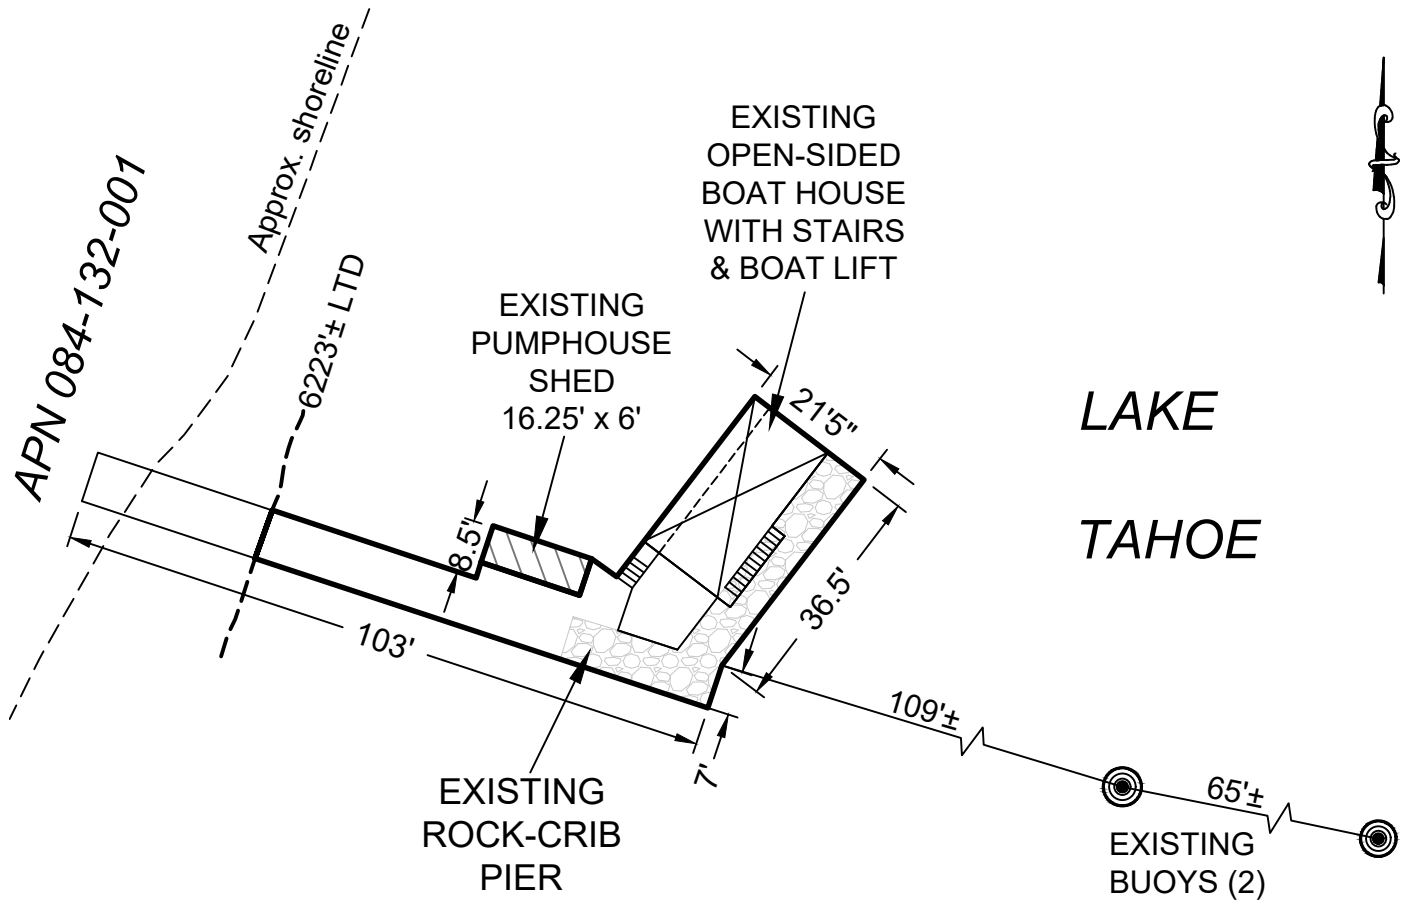 Approx. shoreline
APN 084-132-001
6223'± LTD
EXISTING
OPEN-SIDED
BOAT HOUSE
WITH STAIRS
& BOAT LIFT
EXISTING
PUMPHOUSE
SHED
16.25' x 6'
21'5"
LAKE
TAHOE
8.5'
36.5'
103'
109'±
7'
65'±
EXISTING
ROCK-CRIB
PIER
EXISTING
BUOYS (2)